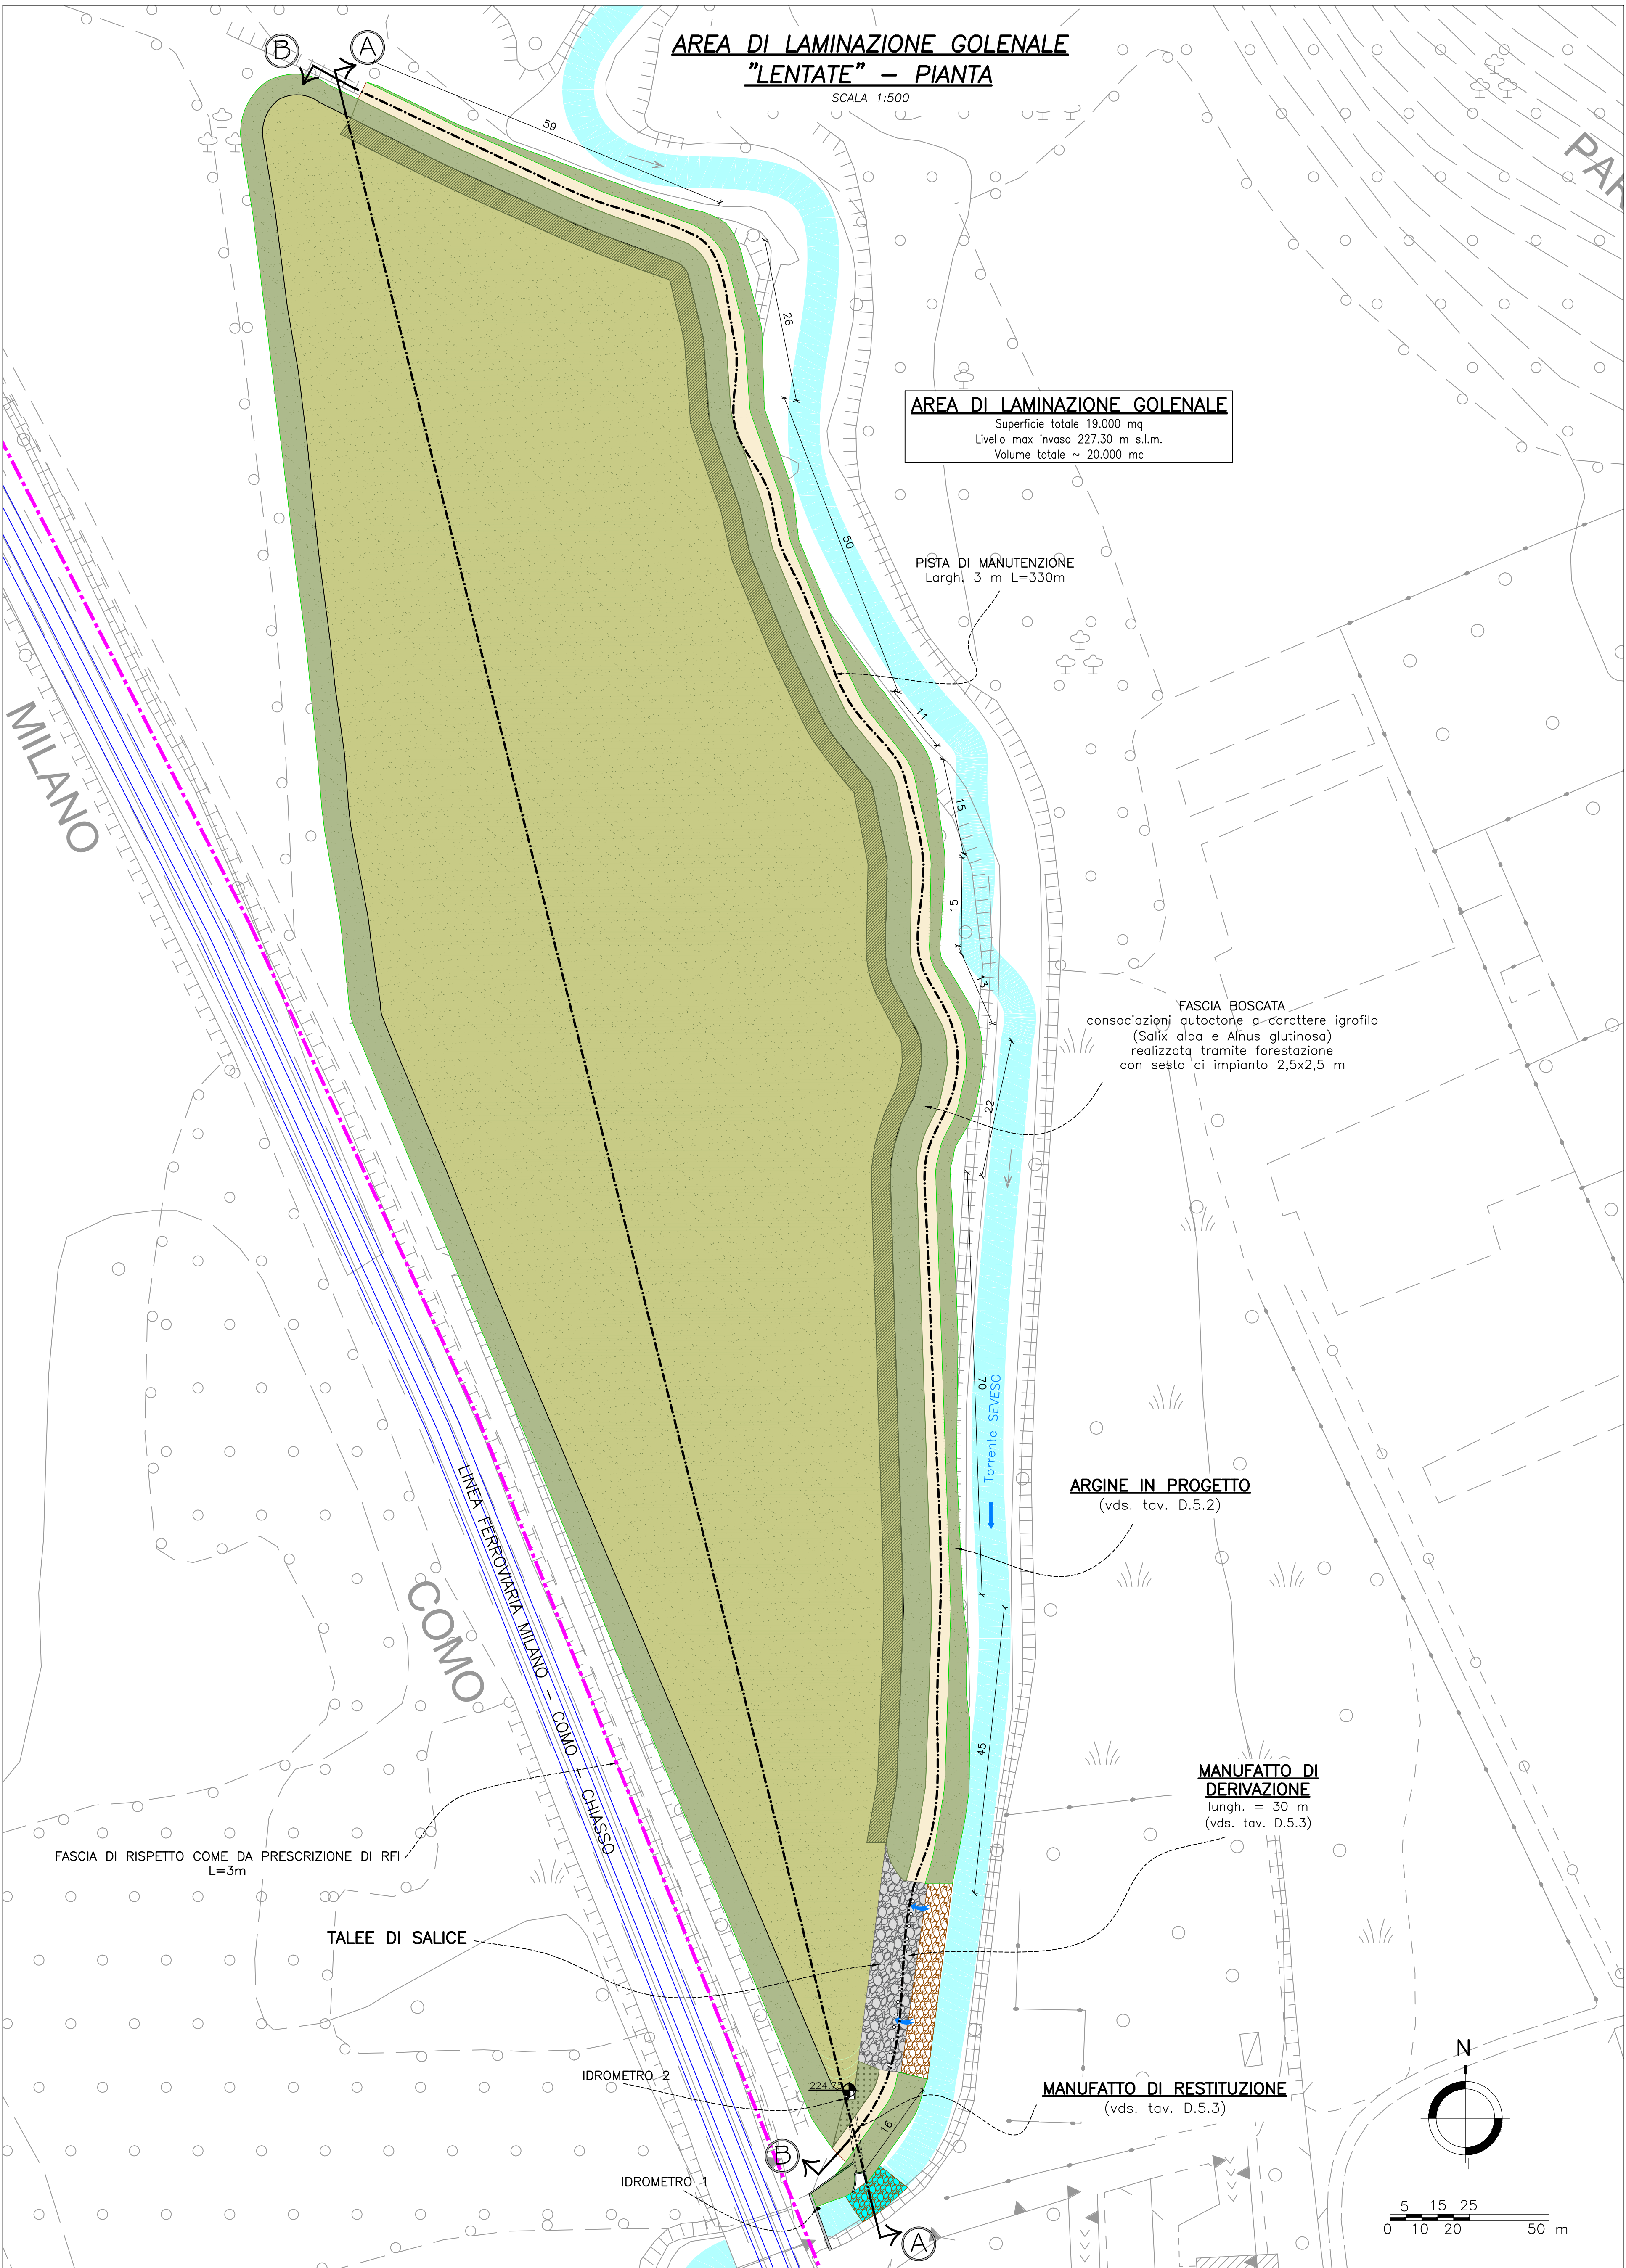 AREA DI LAMINAZIONE GOLENALE
"LENTATE" – PIANTA
SCALA 1:500
B
A
59
PAR
26
AREA DI LAMINAZIONE GOLENALE
Superficie totale 19.000 mq
Livello max invaso 227.30 m s.l.m.
Volume totale ~ 20.000 mc
50
PISTA DI MANUTENZIONE
Largh. 3 m L=330m
11
MILANO
15
15
13
FASCIA BOSCATA
consociazioni autoctone a carattere igrofilo
(Salix alba e Alnus glutinosa)
realizzata tramite forestazione
con sesto di impianto 2,5x2,5 m
22
70
Torrente SEVESO
ARGINE IN PROGETTO
(vds. tav. D.5.2)
LINEA FERROVIARIA MILANO – COMO – CHIASSO
COMO
45
MANUFATTO DI
DERIVAZIONE
lungh. = 30 m
(vds. tav. D.5.3)
FASCIA DI RISPETTO COME DA PRESCRIZIONE DI RFI
L=3m
TALEE DI SALICE
N
IDROMETRO 2
224.75
MANUFATTO DI RESTITUZIONE
(vds. tav. D.5.3)
16
B
IDROMETRO 1
A
5 15 25
0 10 20 50 m